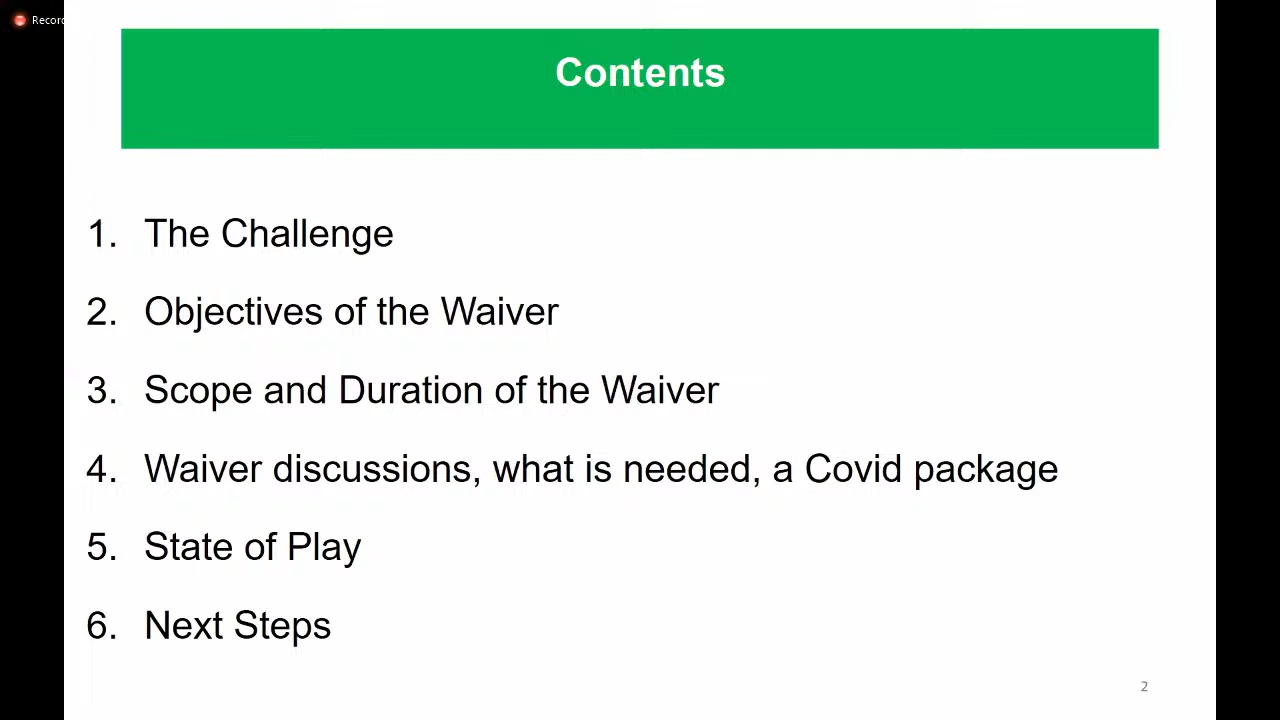 Record
Contents
1. The Challenge
2. Objectives of the Waiver
3. Scope and Duration of the Waiver
4. Waiver discussions, what is needed, a Covid package
5. State of Play
6. Next Steps
2